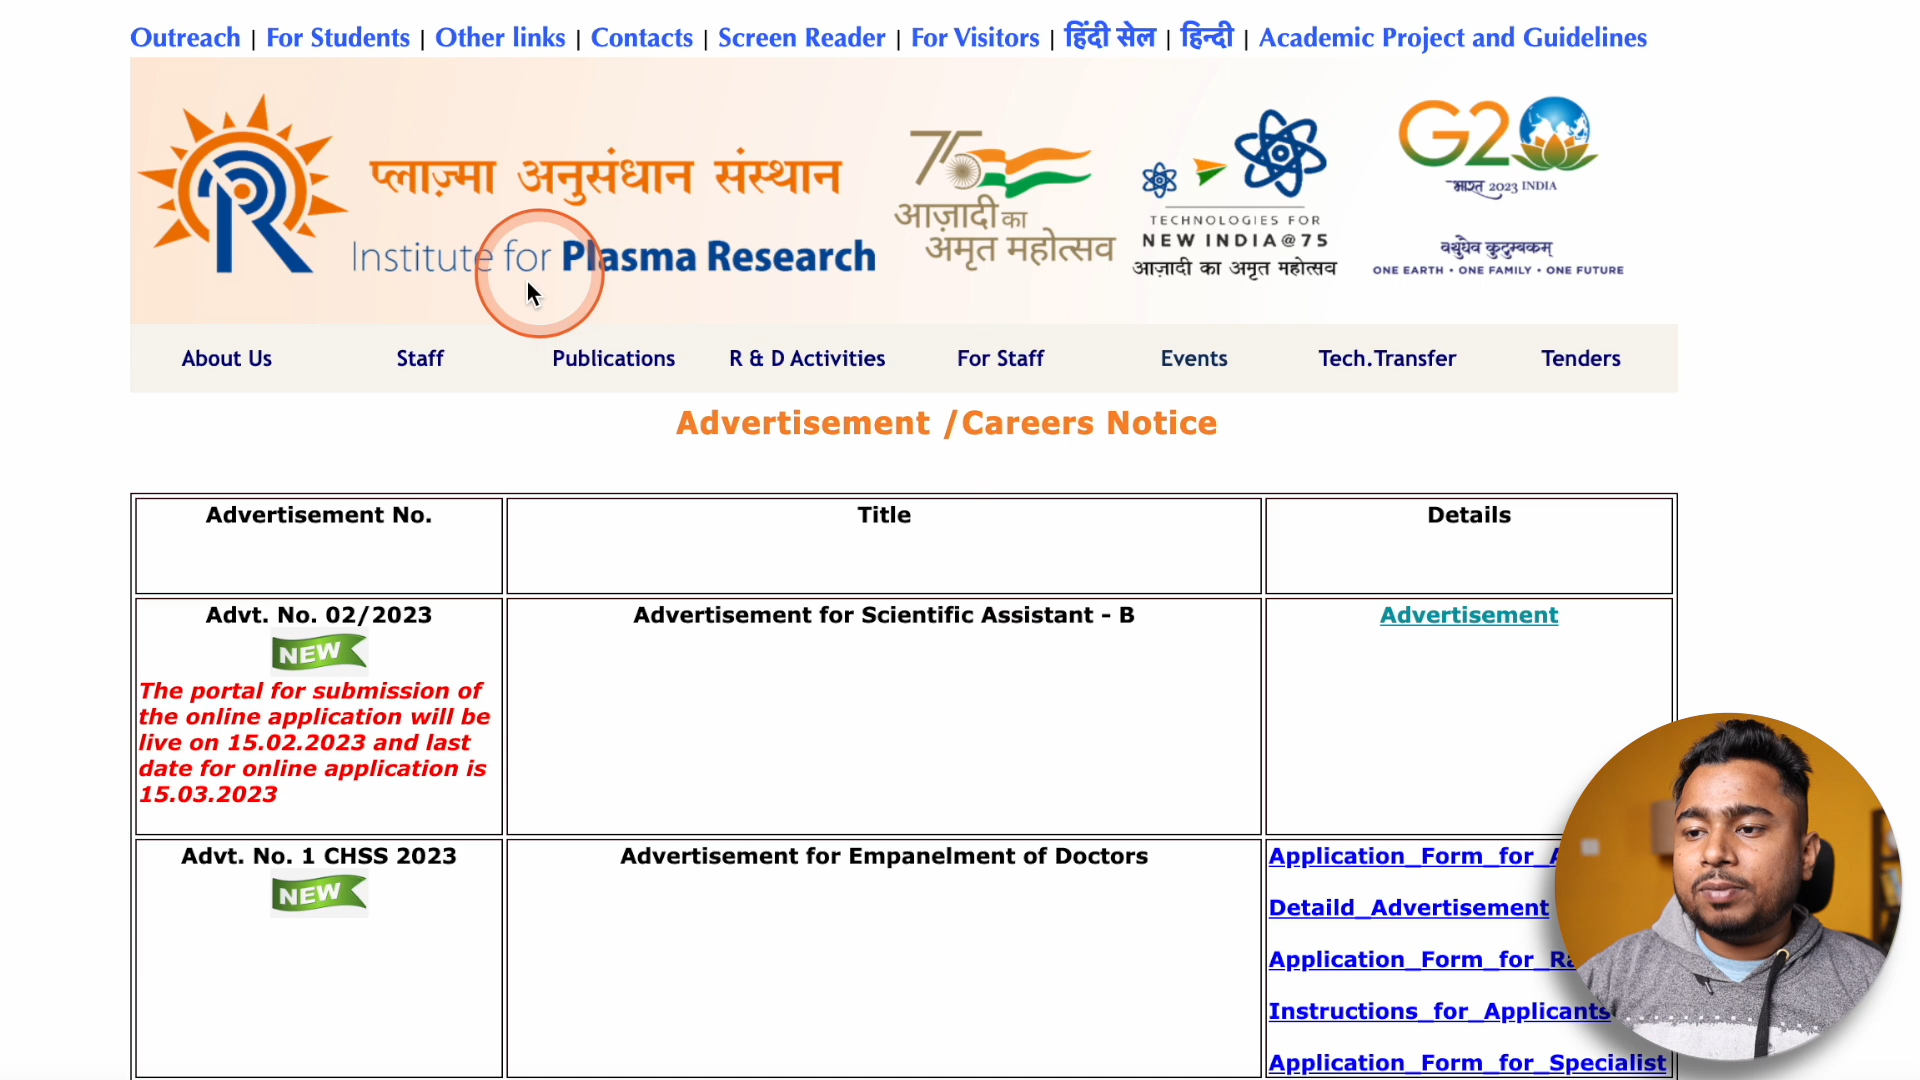 Outreach | For Students | Other links | Contacts | Screen Reader | For Visitors | हिंदी सेल | हिन्दी | Academic Project and Guidelines
प्लाज़्मा अनुसंधान संस्थान
Institute for Plasma Research
75
आज़ादी का
अमृत महोत्सव
TECHNOLOGIES FOR
NEW INDIA@75
आज़ादी का अमृत महोत्सव
G20
भारत 2023 INDIA
वसुधैव कुटुम्बकम्
ONE EARTH • ONE FAMILY • ONE FUTURE
About Us Staff Publications R & D Activities For Staff Events Tech.Transfer Tenders
Advertisement /Careers Notice
Advertisement No. Title Details
Advt. No. 02/2023 Advertisement for Scientific Assistant - B Advertisement
NEW
The portal for submission of
the online application will be
live on 15.02.2023 and last
date for online application is
15.03.2023
Advt. No. 1 CHSS 2023 Advertisement for Empanelment of Doctors Application_Form_for_
NEW
Detaild_Advertisement
Application_Form_for_
Instructions_for_Applicants
Application_Form_for_Specialist